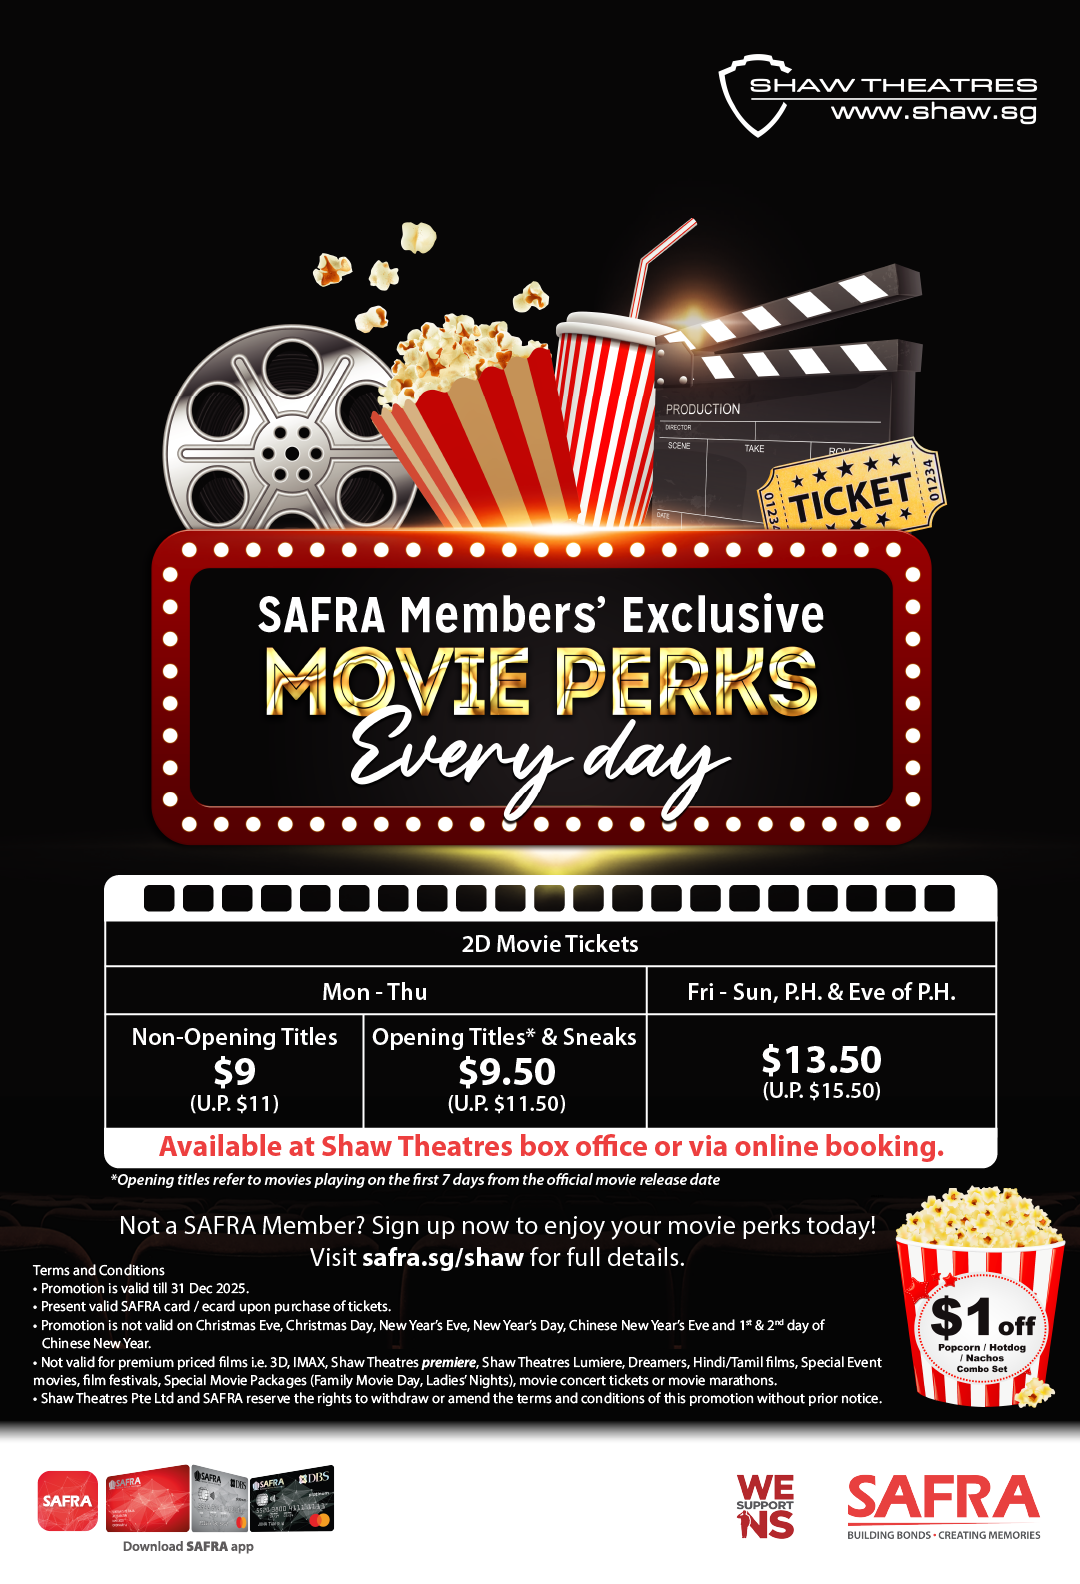 SHAW THEATRES
www.shaw.sg
PRODUCTION
DIRECTOR
SCENE
TAKE
DATE
TICKET
01234
01234
SAFRA Members’ Exclusive
MOVIE PERKS
Every day
2D Movie Tickets
Mon - Thu
Fri - Sun, P.H. & Eve of P.H.
Non-Opening Titles
$9
(U.P. $11)
Opening Titles* & Sneaks
$9.50
(U.P. $11.50)
$13.50
(U.P. $15.50)
Available at Shaw Theatres box office or via online booking.
*Opening titles refer to movies playing on the first 7 days from the official movie release date
Not a SAFRA Member? Sign up now to enjoy your movie perks today!
Visit safra.sg/shaw for full details.
Terms and Conditions
• Promotion is valid till 31 Dec 2025.
• Present valid SAFRA card / ecard upon purchase of tickets.
• Promotion is not valid on Christmas Eve, Christmas Day, New Year’s Eve, New Year’s Day, Chinese New Year’s Eve and 1st & 2nd day of
Chinese New Year.
• Not valid for premium priced films i.e. 3D, IMAX, Shaw Theatres premiere, Shaw Theatres Lumiere, Dreamers, Hindi/Tamil films, Special Event
movies, film festivals, Special Movie Packages (Family Movie Day, Ladies’ Nights), movie concert tickets or movie marathons.
• Shaw Theatres Pte Ltd and SAFRA reserve the rights to withdraw or amend the terms and conditions of this promotion without prior notice.
$1 off
Popcorn / Hotdog
/ Nachos
Combo Set
SAFRA
SAFRA
SAFRA
DBS
SAFRA
DBS
platinum
Download SAFRA app
WE
SUPPORT
NS
SAFRA
BUILDING BONDS • CREATING MEMORIES